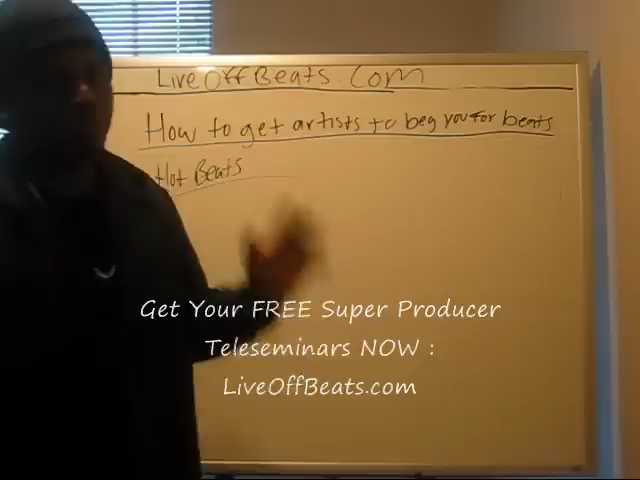 LiveOffBeats.Com
How to get artists to beg you for beats
Hot Beats
Get Your FREE Super Producer
Teleseminars NOW :
LiveOffBeats.com